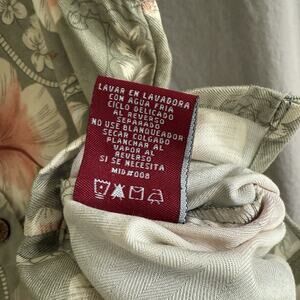 LAVAR EN LAVADORA
CON AGUA FRIA
CICLO DELICADO
AL REVERSO
SEPARADO
NO USE BLANQUEADOR
SECAR COLGADO
PLANCHAR AL
VAPOR AL
REVERSO
SI SE NECESITA
MID#008